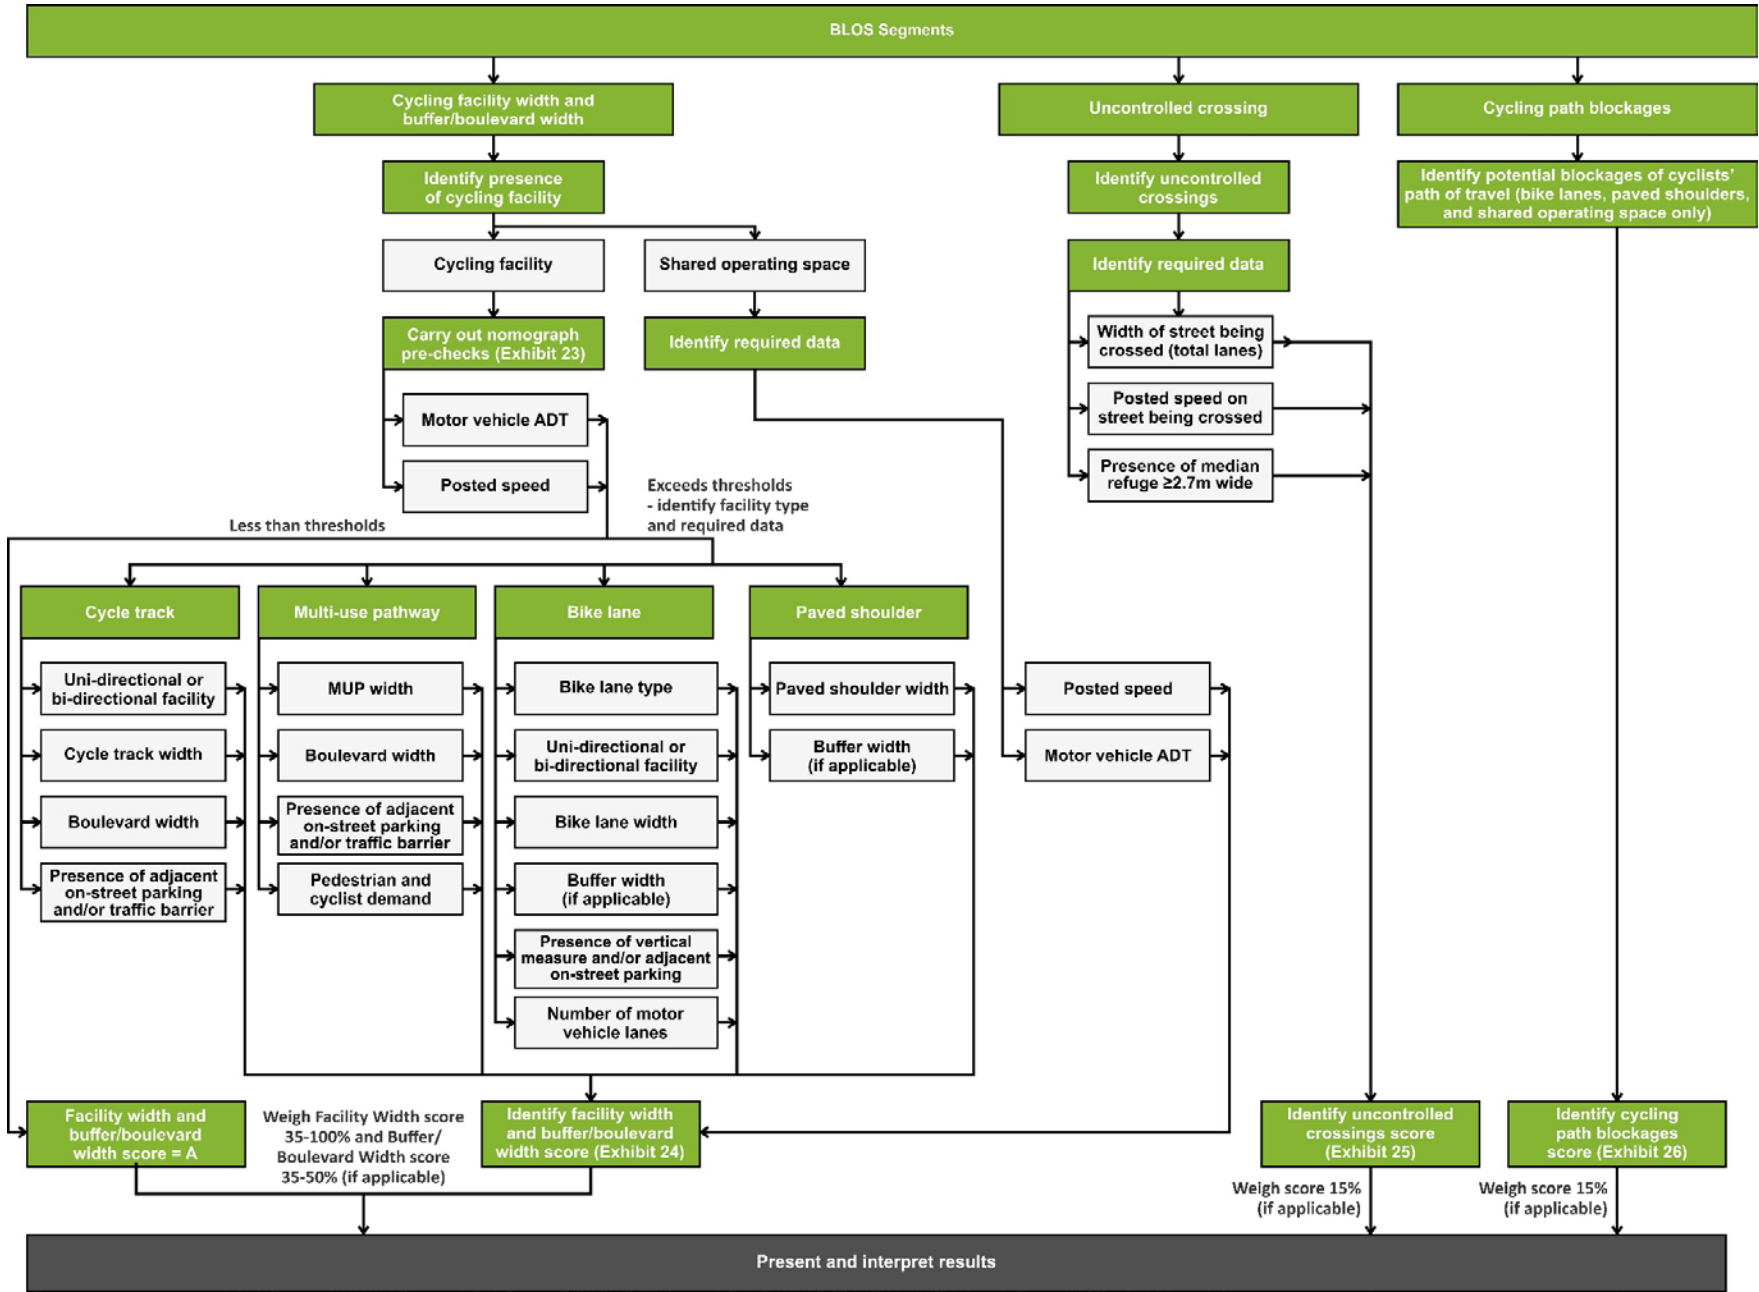 BLOS Segments
Cycling facility width and
buffer/boulevard width
Uncontrolled crossing
Cycling path blockages
Identify presence
of cycling facility
Identify uncontrolled
crossings
Identify potential blockages of cyclists'
path of travel (bike lanes, paved shoulders,
and shared operating space only)
Cycling facility
Shared operating space
Identify required data
Carry out nomograph
pre-checks (Exhibit 23)
Identify required data
Width of street being
crossed (total lanes)
Motor vehicle ADT
Posted speed on
street being crossed
Posted speed
Presence of median
refuge ≥2.7m wide
Less than thresholds
Exceeds thresholds
- identify facility type
and required data
Cycle track
Multi-use pathway
Bike lane
Paved shoulder
Uni-directional or
bi-directional facility
Cycle track width
Boulevard width
Presence of adjacent
on-street parking
and/or traffic barrier
MUP width
Boulevard width
Presence of adjacent
on-street parking
and/or traffic barrier
Pedestrian and
cyclist demand
Bike lane type
Uni-directional or
bi-directional facility
Bike lane width
Buffer width
(if applicable)
Presence of vertical
measure and/or adjacent
on-street parking
Number of motor
vehicle lanes
Paved shoulder width
Buffer width
(if applicable)
Posted speed
Motor vehicle ADT
Facility width and
buffer/boulevard
width score = A
Weigh Facility Width score
35-100% and Buffer/
Boulevard Width score
35-50% (if applicable)
Identify facility width
and buffer/boulevard
width score (Exhibit 24)
Identify uncontrolled
crossings score
(Exhibit 25)
Identify cycling
path blockages
score (Exhibit 26)
Weigh score 15%
(if applicable)
Weigh score 15%
(if applicable)
Present and interpret results